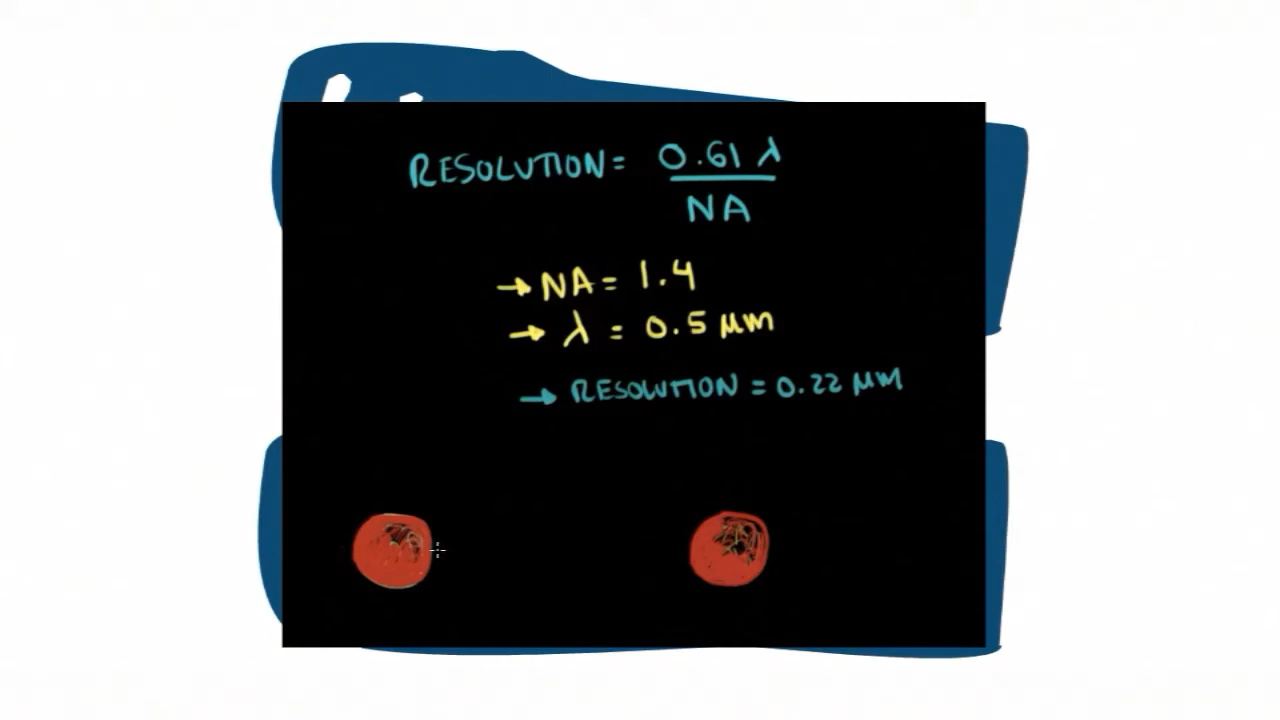 RESOLUTION = 0.61 λ
NA
→ NA = 1.4
→ λ = 0.5 μm
→ RESOLUTION = 0.22 μm